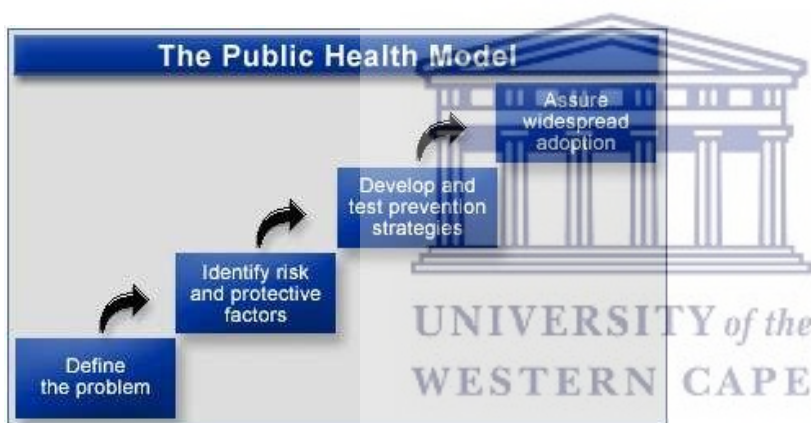 The Public Health Model
Assure
widespread
adoption
Develop and
test prevention
strategies
Identify risk
and protective
factors
Define
the problem
UNIVERSITY of the
WESTERN CAPE